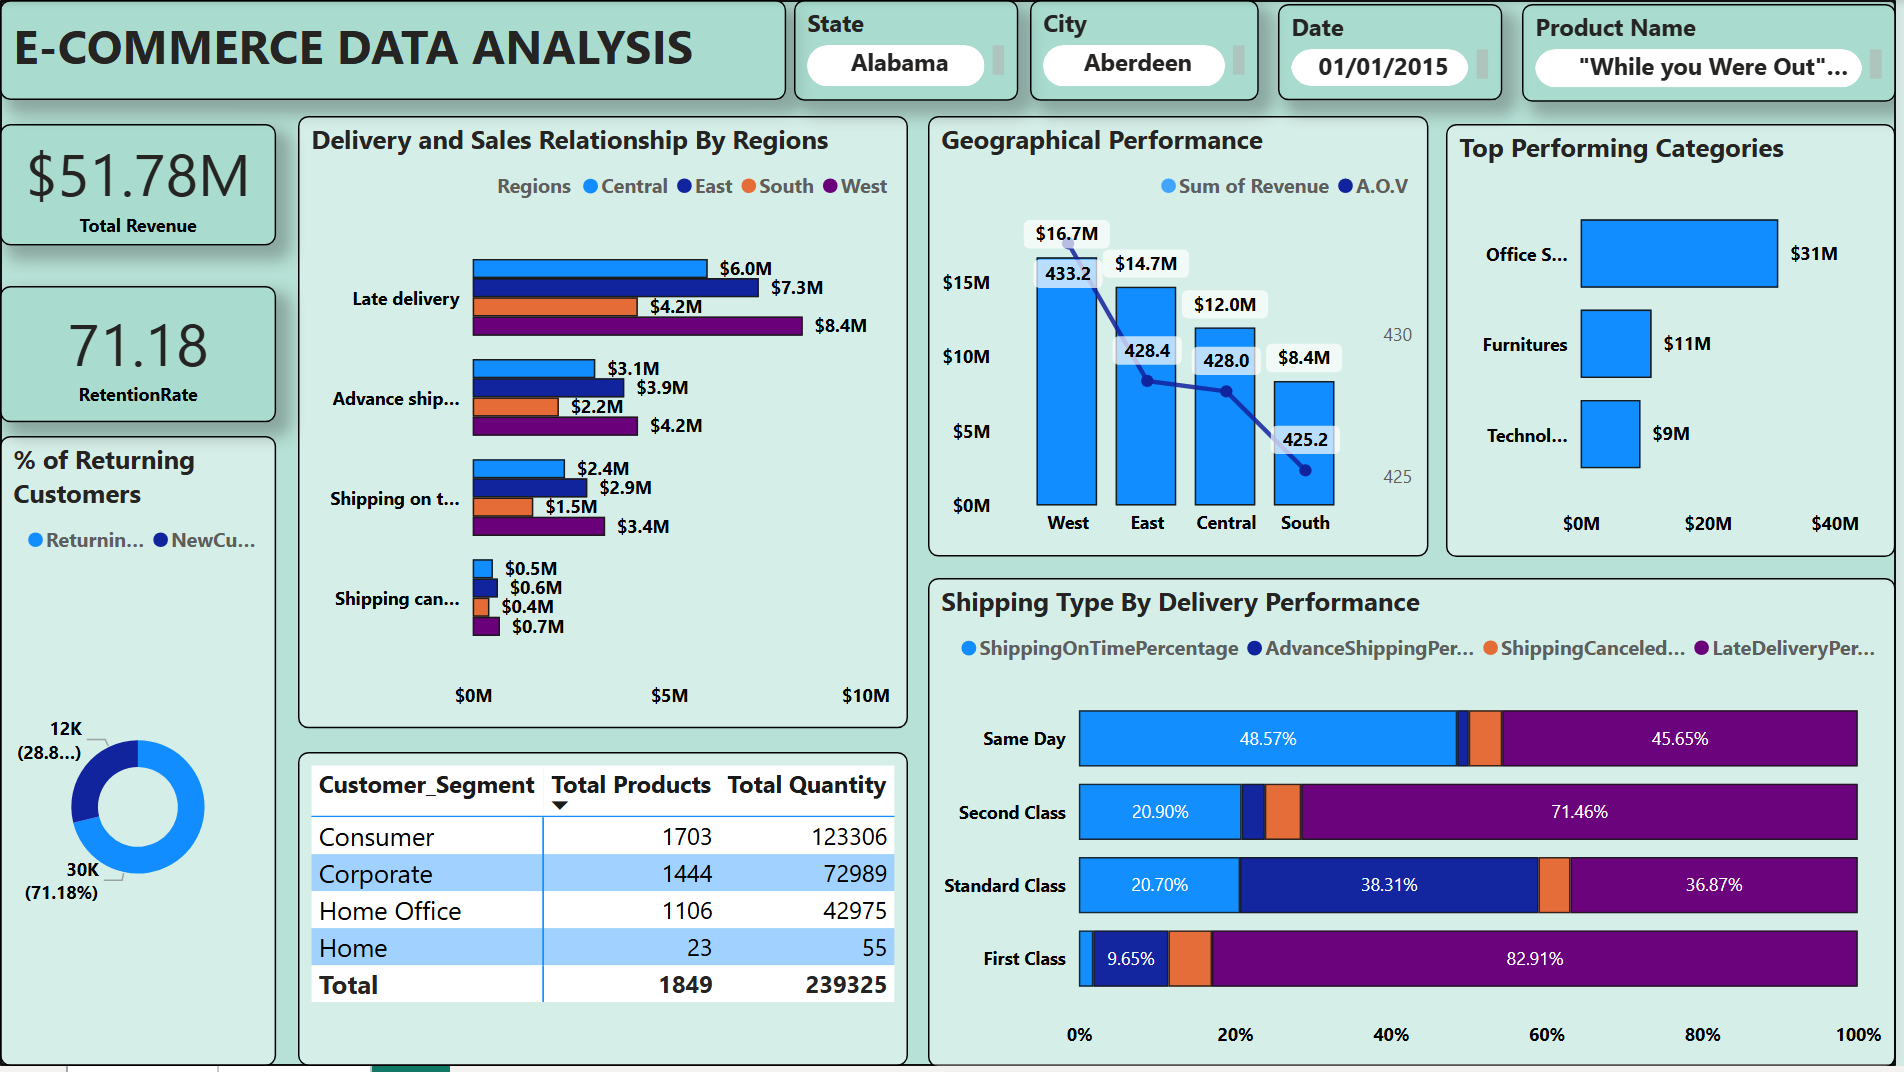 E-COMMERCE DATA ANALYSIS
State
Alabama
City
Aberdeen
Date
01/01/2015
Product Name
"While you Were Out"...
$51.78M
Total Revenue
71.18
RetentionRate
% of Returning
Customers
Returnin... NewCu...
12K
(28.8...)
30K
(71.18%)
Delivery and Sales Relationship By Regions
Regions Central East South West
Late delivery
$6.0M
$7.3M
$4.2M
$8.4M
Advance ship...
$3.1M
$3.9M
$2.2M
$4.2M
Shipping on t...
$2.4M
$2.9M
$1.5M
$3.4M
Shipping can...
$0.5M
$0.6M
$0.4M
$0.7M
$0M $5M $10M
Customer_Segment Total Products Total Quantity
Consumer 1703 123306
Corporate 1444 72989
Home Office 1106 42975
Home 23 55
Total 1849 239325
Geographical Performance
Sum of Revenue A.O.V
$15M
$10M
$5M
$0M
$16.7M
433.2
$14.7M
428.4
$12.0M
428.0
$8.4M
425.2
430
425
West East Central South
Top Performing Categories
Office S... $31M
Furnitures $11M
Technol... $9M
$0M $20M $40M
Shipping Type By Delivery Performance
ShippingOnTimePercentage AdvanceShippingPer... ShippingCanceled... LateDeliveryPer...
Same Day 48.57% 45.65%
Second Class 20.90% 71.46%
Standard Class 20.70% 38.31% 36.87%
First Class 9.65% 82.91%
0% 20% 40% 60% 80% 100%